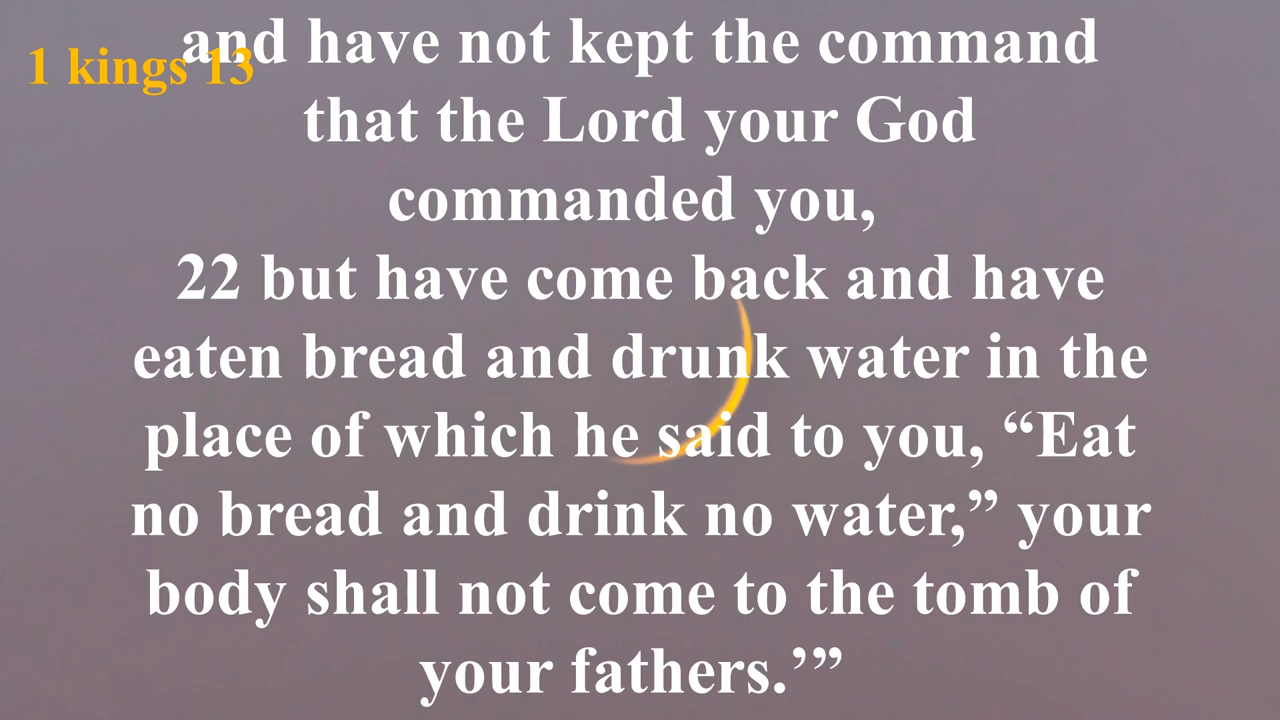 1 kings 13
and have not kept the command
that the Lord your God
commanded you,
22 but have come back and have
eaten bread and drunk water in the
place of which he said to you, “Eat
no bread and drink no water,” your
body shall not come to the tomb of
your fathers.’”